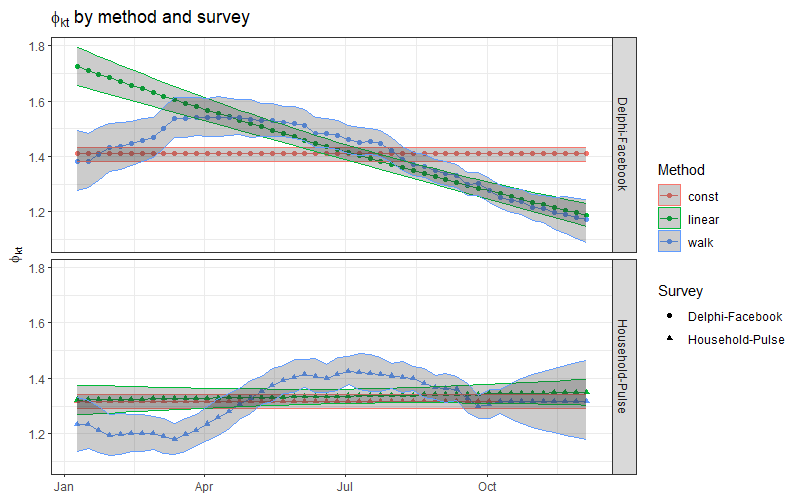 ϕkt by method and survey
1.8
1.6
1.4
1.2
Delphi-Facebook
ϕkt
1.8
1.6
1.4
1.2
Household-Pulse
Jan Apr Jul Oct
Method
const
linear
walk
Survey
Delphi-Facebook
Household-Pulse